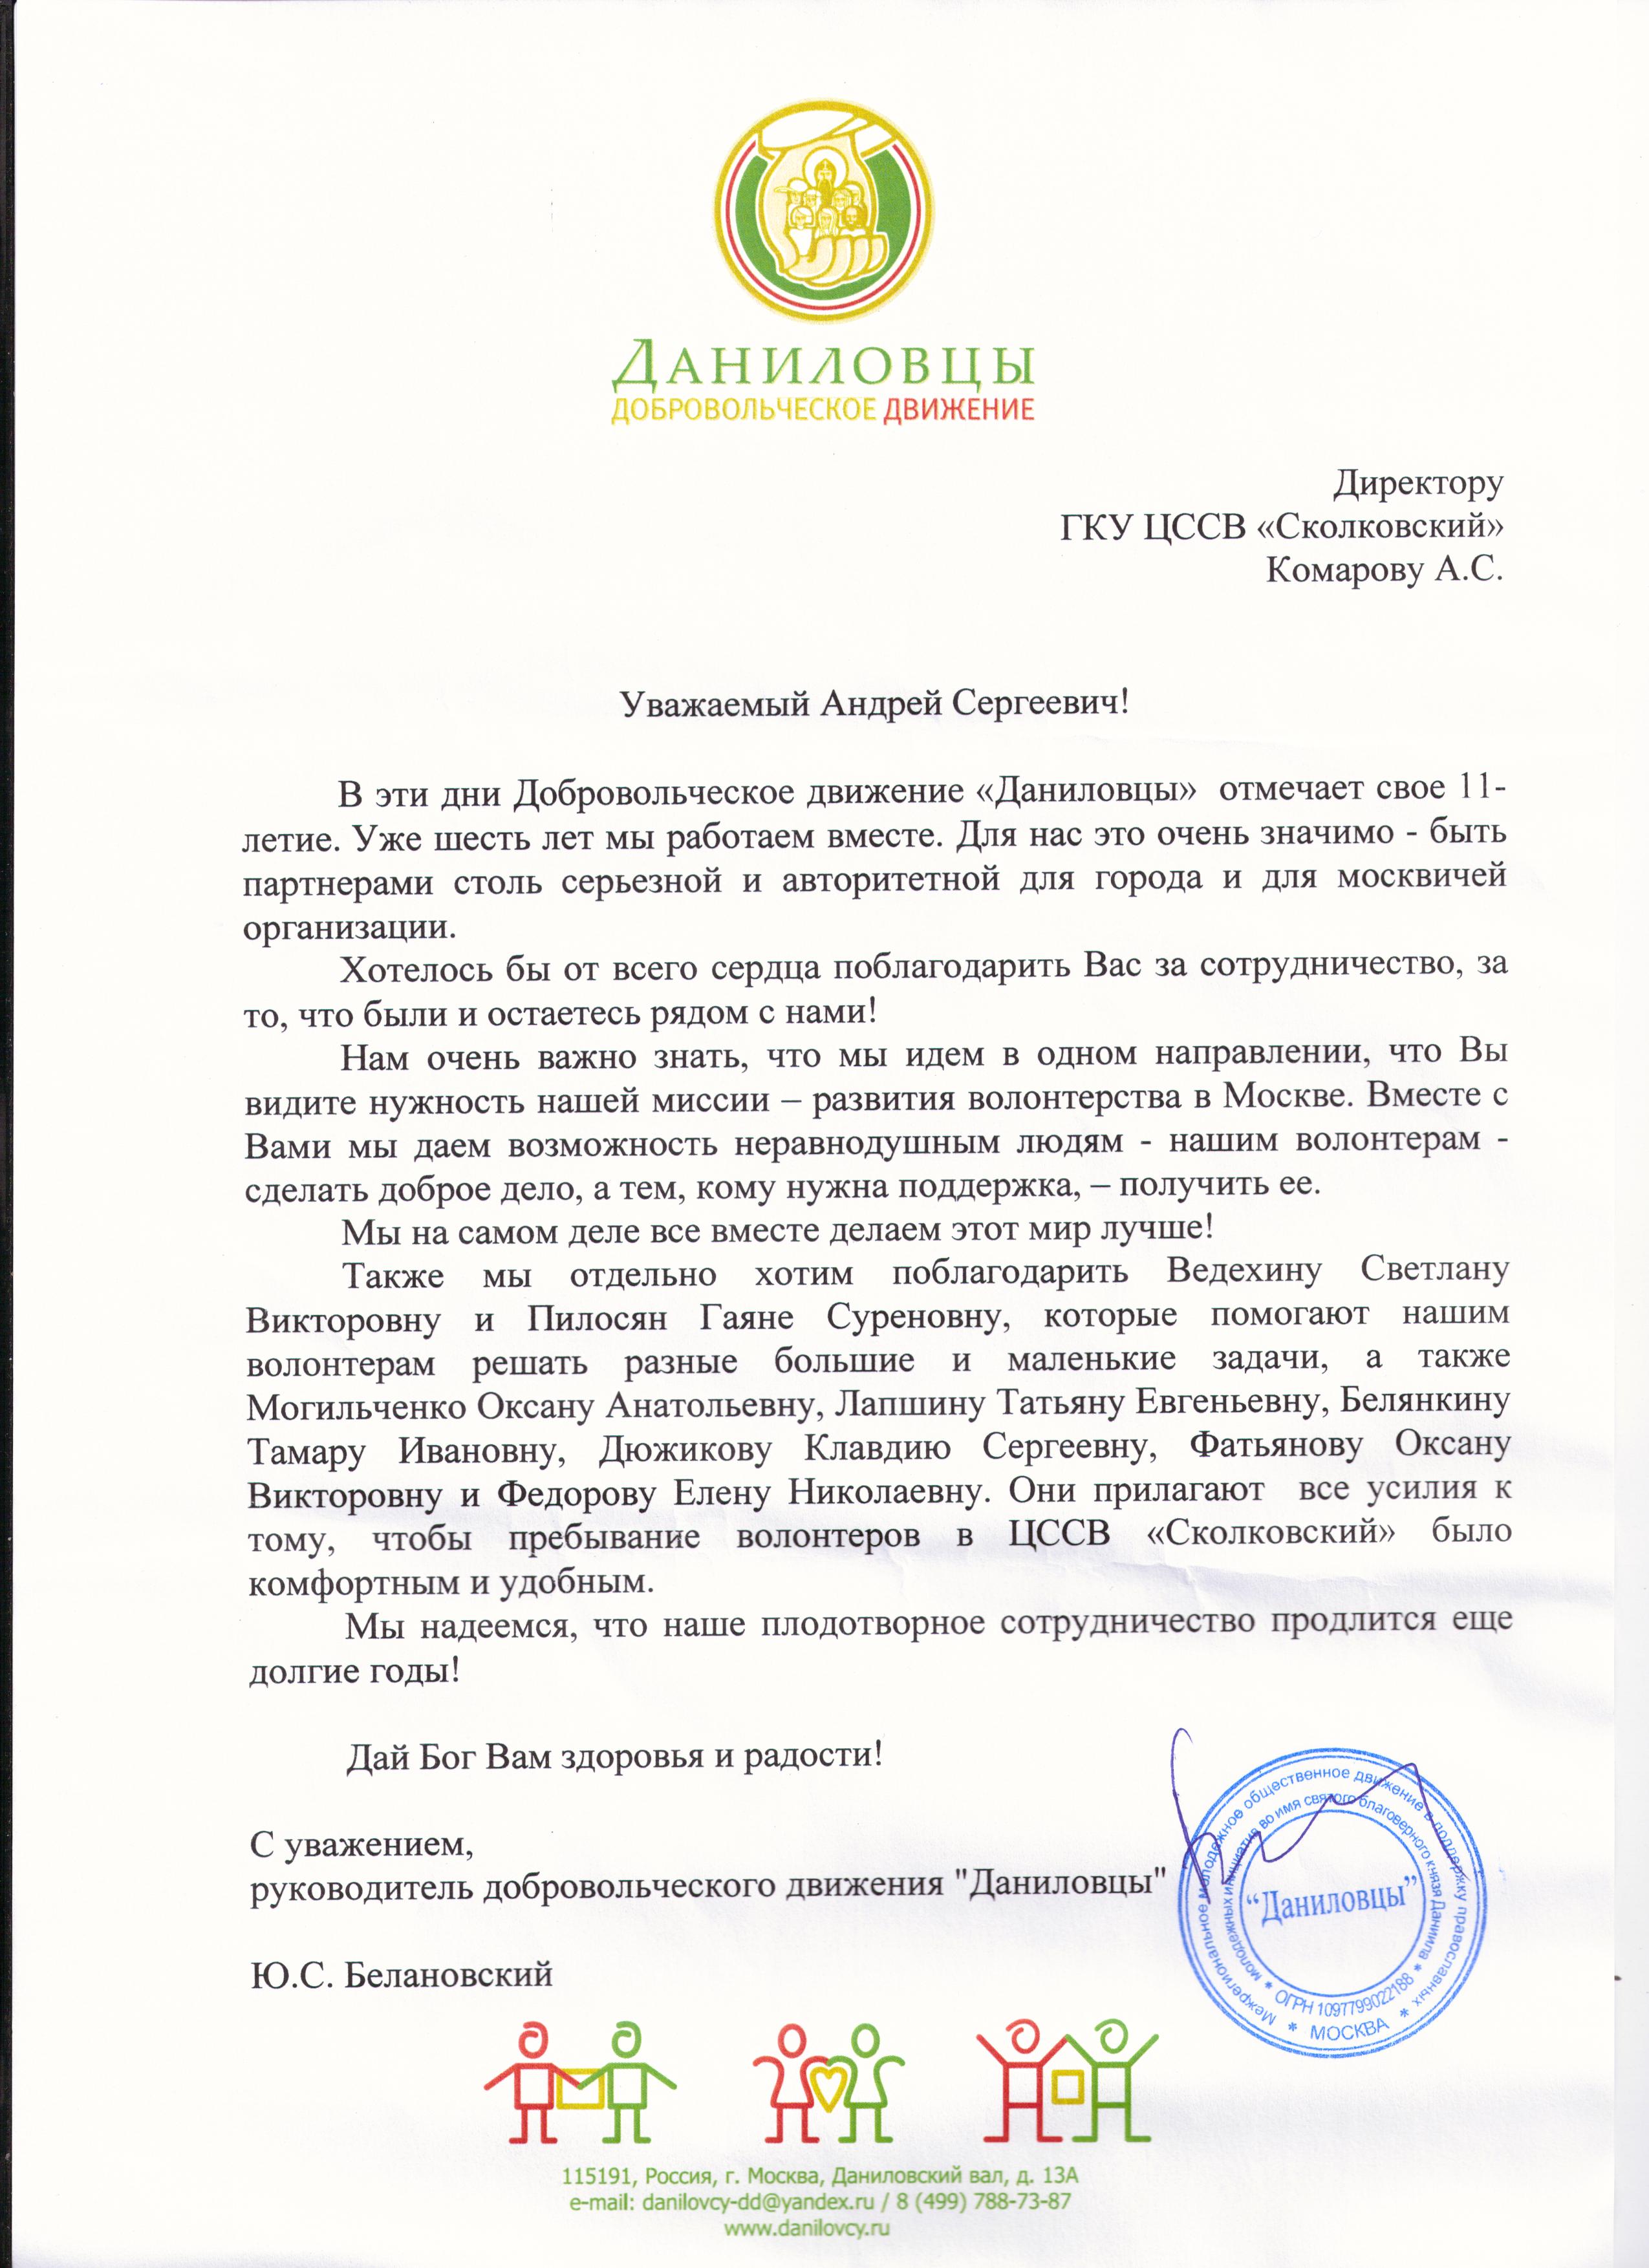 ДАНИЛОВЦЫ
ДОБРОВОЛЬЧЕСКОЕ ДВИЖЕНИЕ
Директору
ГКУ ЦССВ «Сколковский»
Комарову А.С.
Уважаемый Андрей Сергеевич!
В эти дни Добровольческое движение «Даниловцы»  отмечает свое 11-
летие. Уже шесть лет мы работаем вместе. Для нас это очень значимо - быть
партнерами столь серьезной и авторитетной для города и для москвичей
организации.
Хотелось бы от всего сердца поблагодарить Вас за сотрудничество, за
то, что были и остаетесь рядом с нами!
Нам очень важно знать, что мы идем в одном направлении, что Вы
видите нужность нашей миссии – развития волонтерства в Москве. Вместе с
Вами мы даем возможность неравнодушным людям - нашим волонтерам -
сделать доброе дело, а тем, кому нужна поддержка, – получить ее.
Мы на самом деле все вместе делаем этот мир лучше!
Также мы отдельно хотим поблагодарить Ведехину Светлану
Викторовну и Пилосян Гаяне Суреновну, которые помогают нашим
волонтерам решать разные большие и маленькие задачи, а также
Могильченко Оксану Анатольевну, Лапшину Татьяну Евгеньевну, Белянкину
Тамару Ивановну, Дюжикову Клавдию Сергеевну, Фатьянову Оксану
Викторовну и Федорову Елену Николаевну. Они прилагают  все усилия к
тому, чтобы пребывание волонтеров в ЦССВ «Сколковский» было
комфортным и удобным.
Мы надеемся, что наше плодотворное сотрудничество продлится еще
долгие годы!
Дай Бог Вам здоровья и радости!
С уважением,
руководитель добровольческого движения "Даниловцы"
Ю.С. Белановский
Межрегиональное молодежное общественное движение в поддержку православных
молодежных инициатив во имя святого благоверного князя Даниила
“Даниловцы”
* ОГРН 1097799022188 *
* МОСКВА *
115191, Россия, г. Москва, Даниловский вал, д. 13А
e-mail: danilovcy-dd@yandex.ru / 8 (499) 788-73-87
www.danilovcy.ru